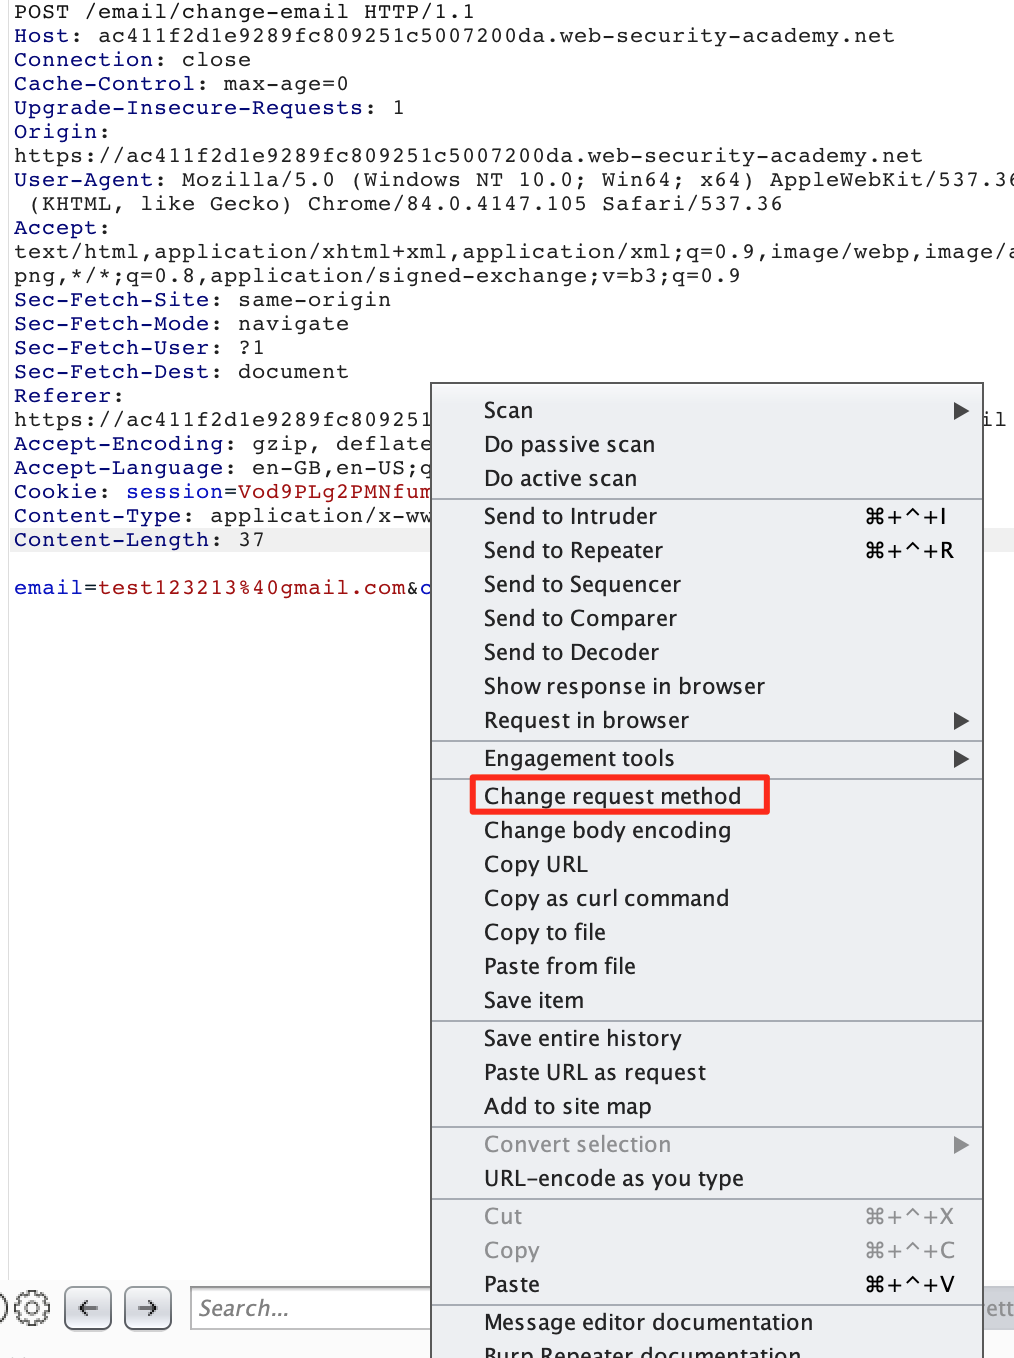 POST /email/change-email HTTP/1.1
Host: ac411f2d1e9289fc809251c5007200da.web-security-academy.net
Connection: close
Cache-Control: max-age=0
Upgrade-Insecure-Requests: 1
Origin:
https://ac411f2d1e9289fc809251c5007200da.web-security-academy.net
User-Agent: Mozilla/5.0 (Windows NT 10.0; Win64; x64) AppleWebKit/537.36
(KHTML, like Gecko) Chrome/84.0.4147.105 Safari/537.36
Accept:
text/html,application/xhtml+xml,application/xml;q=0.9,image/webp,image/a
png,*/*;q=0.8,application/signed-exchange;v=b3;q=0.9
Sec-Fetch-Site: same-origin
Sec-Fetch-Mode: navigate
Sec-Fetch-User: ?1
Sec-Fetch-Dest: document
Referer:
https://ac411f2d1e9289fc809251 il
Accept-Encoding: gzip, deflate
Accept-Language: en-GB,en-US;q
Cookie: session=Vod9PLg2PMNfum
Content-Type: application/x-ww
Content-Length: 37
email=test123213%40gmail.com&c
Scan
Do passive scan
Do active scan
Send to Intruder ⌘+^+I
Send to Repeater ⌘+^+R
Send to Sequencer
Send to Comparer
Send to Decoder
Show response in browser
Request in browser
Engagement tools
Change request method
Change body encoding
Copy URL
Copy as curl command
Copy to file
Paste from file
Save item
Save entire history
Paste URL as request
Add to site map
Convert selection
URL-encode as you type
Cut ⌘+^+X
Copy ⌘+^+C
Paste ⌘+^+V
Search... ett
Message editor documentation
Burp Repeater documentation